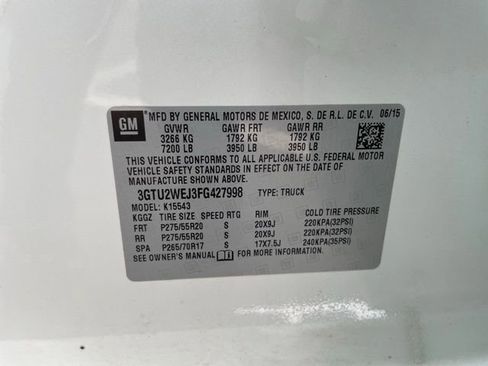 GM
MFD BY GENERAL MOTORS DE MEXICO, S. DE R.L. DE C.V. 06/15
GVWR GAWR FRT GAWR RR
3266 KG 1792 KG 1792 KG
7200 LB 3950 LB 3950 LB
THIS VEHICLE CONFORMS TO ALL APPLICABLE U.S. FEDERAL MOTOR
VEHICLE SAFETY STANDARDS IN EFFECT ON THE DATE OF
MANUFACTURE SHOWN ABOVE.
3GTU2WEJ3FG427998 TYPE: TRUCK
MODEL: K15543
KGGZ TIRE SIZE SPEED RTG RIM COLD TIRE PRESSURE
FRT P275/55R20 S 20X9J 220KPA(32PSI)
RR P275/55R20 S 20X9J 220KPA(32PSI)
SP P265/70R17 S 17X7.5J 240KPA(35PSI)
SEE OWNER'S MANUAL FOR MORE INFORMATION.